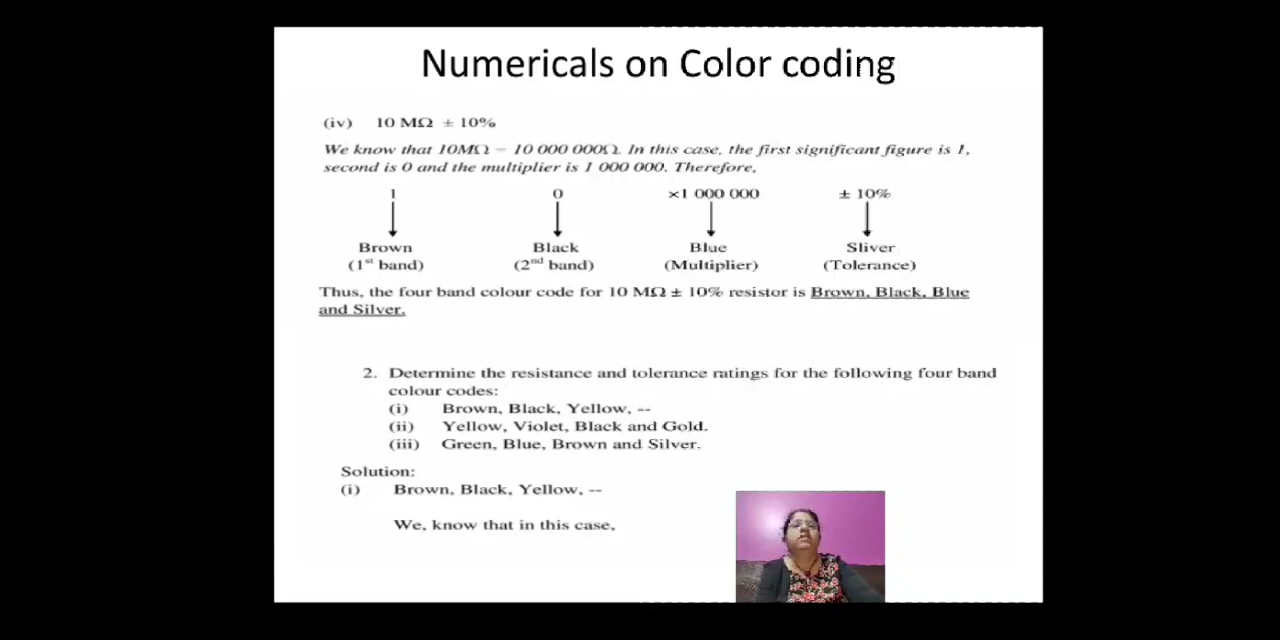 Numericals on Color coding
(iv) 10 MΩ ± 10%
We know that 10MΩ = 10 000 000Ω. In this case, the first significant figure is 1,
second is 0 and the multiplier is 1 000 000. Therefore,
1 0 ×1 000 000 ± 10%
Brown Black Blue Sliver
(1st band) (2nd band) (Multiplier) (Tolerance)
Thus, the four band colour code for 10 MΩ ± 10% resistor is Brown, Black, Blue
and Silver.
2. Determine the resistance and tolerance ratings for the following four band
colour codes:
(i) Brown, Black, Yellow, --
(ii) Yellow, Violet, Black and Gold.
(iii) Green, Blue, Brown and Silver.
Solution:
(i) Brown, Black, Yellow, --
We, know that in this case,